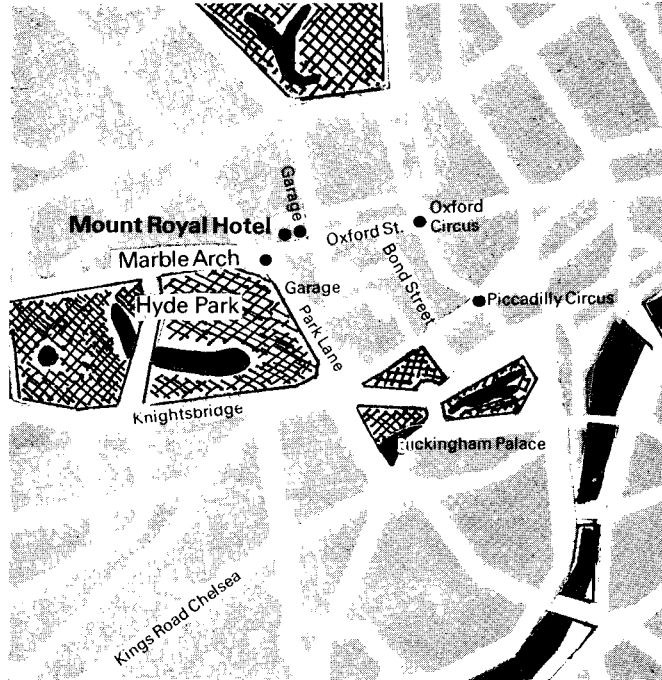 Garage
Mount Royal Hotel
Oxford St.
Oxford
Circus
Marble Arch
Bond Street
Garage
Hyde Park
Park Lane
Piccadilly Circus
Knightsbridge
uckingham Palace
Kings Road Chelsea